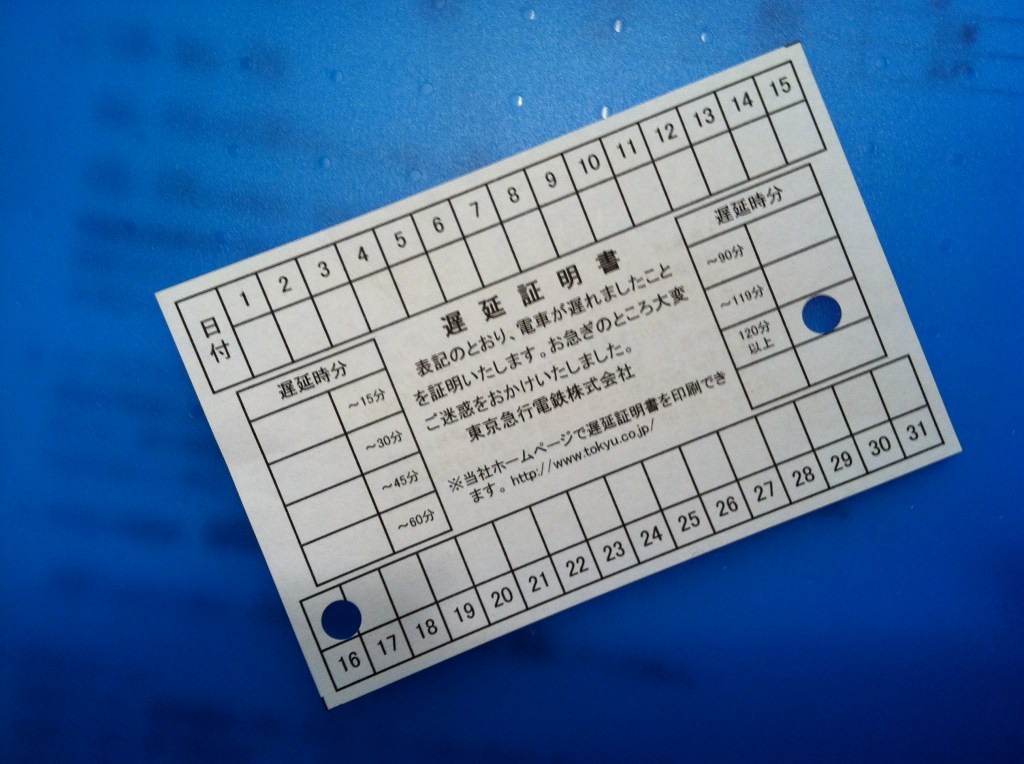 日付 1 2 3 4 5 6 7 8 9 10 11 12 13 14 15
遅延時分
～15分
～30分
～45分
～60分
遅延証明書
表記のとおり、電車が遅れましたこと
を証明いたします。お急ぎのところ大変
ご迷惑をおかけいたしました。
東京急行電鉄株式会社
※当社ホームページで遅延証明書を印刷でき
ます。http://www.tokyu.co.jp/
遅延時分
～90分
～119分
120分
以上
16 17 18 19 20 21 22 23 24 25 26 27 28 29 30 31